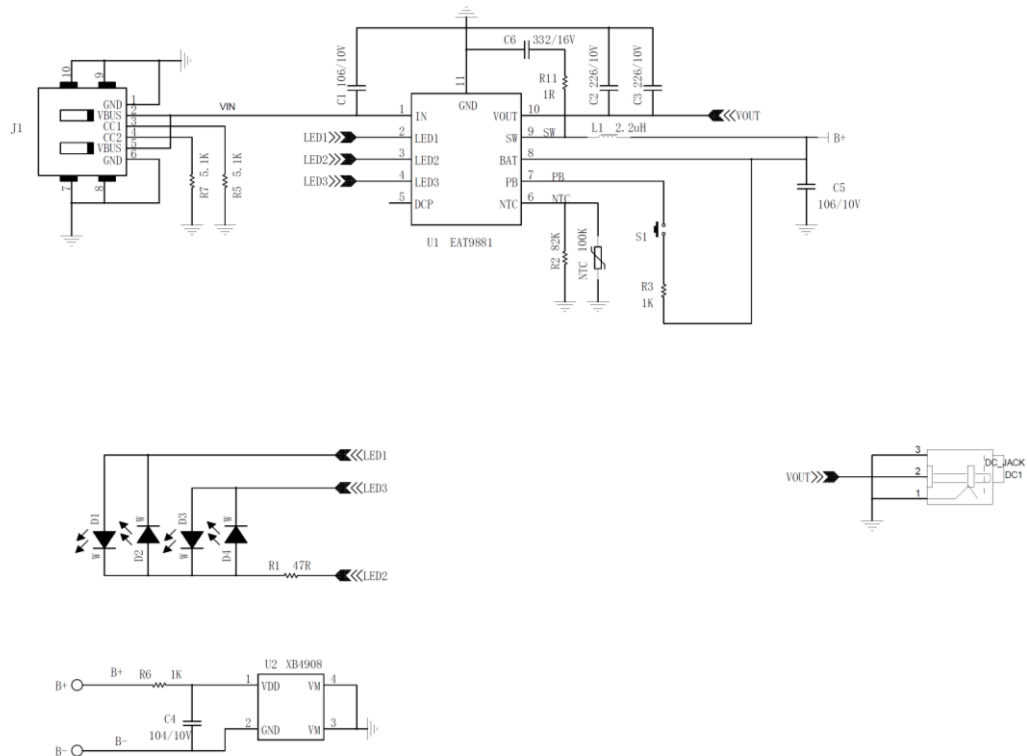 C6 332/16V
C1 106/10V
R11
1R
C2 226/10V
C3 226/10V
10
9
11
GND
J1
GND 1
VBUS 2
CC1 3
CC2 4
VBUS 5
GND 6
7
8
VIN
R7 5.1K
R5 5.1K
1 IN
VOUT 10
VOUT
LED1 2 LED1
SW 9 SW L1 2.2uH B+
LED2 3 LED2
BAT 8
LED3 4 LED3
PB 7 PB
5 DCP
NTC 6 NTC
U1 EAT9881
C5
106/10V
R2 82K
NTC 100K
S1
R3
1K
LED1
LED3
D1
W
W
D2
D3
W
W
D4
R1 47R
LED2
3
DC_JACK
VOUT 2
DC1
1
U2 XB4908
B+ B+ R6 1K 1 VDD VM 4
C4
104/10V
2 GND VM 3
B- B-